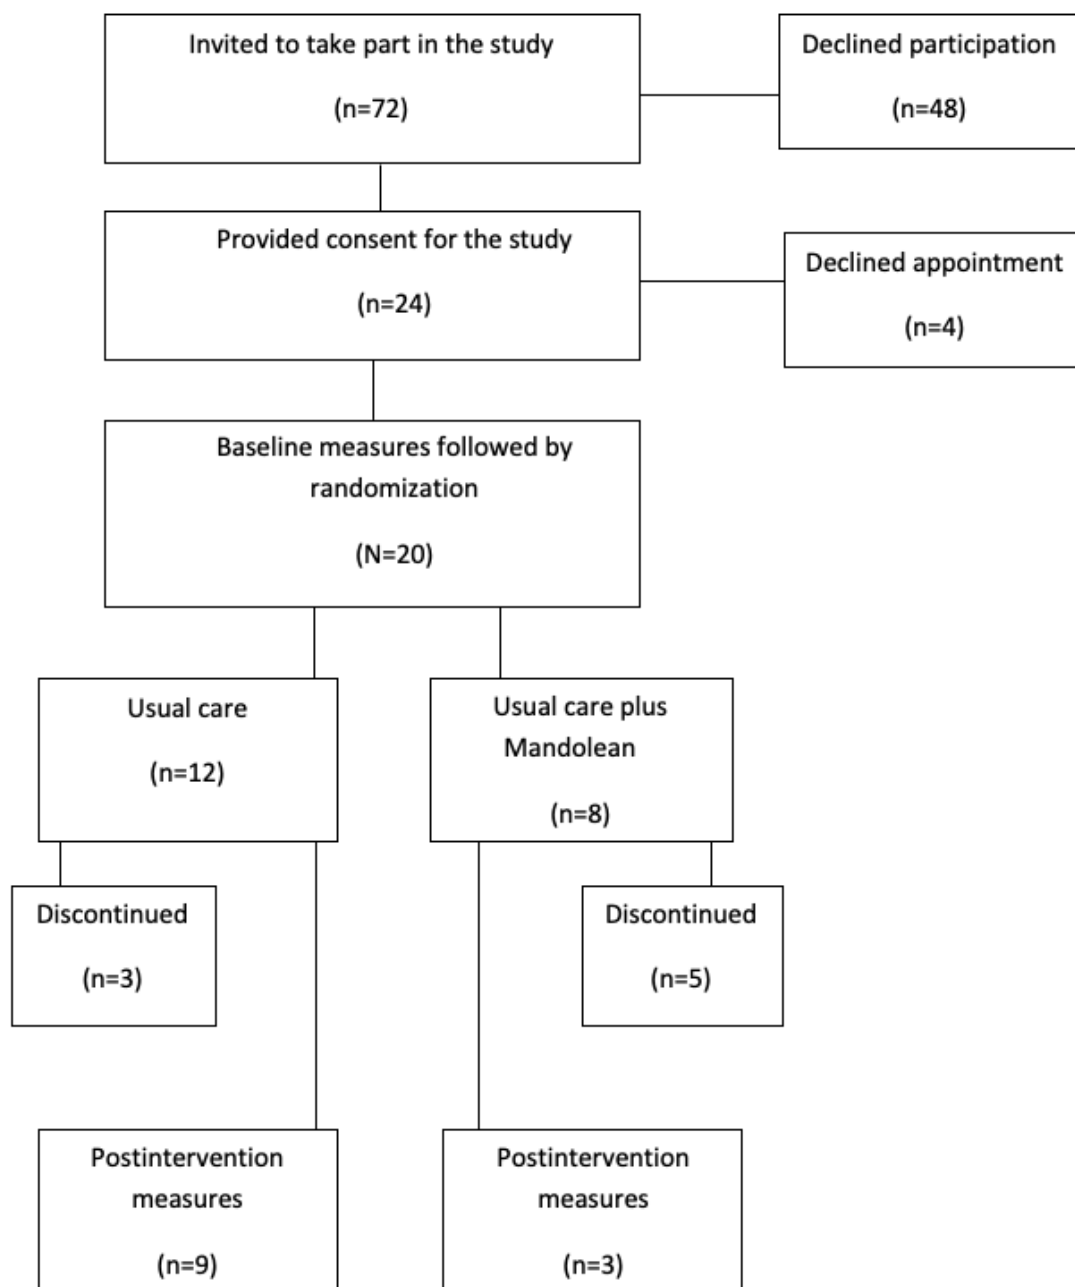 Invited to take part in the study
(n=72)
Declined participation
(n=48)
Provided consent for the study
(n=24)
Declined appointment
(n=4)
Baseline measures followed by
randomization
(N=20)
Usual care
(n=12)
Usual care plus
Mandolean
(n=8)
Discontinued
(n=3)
Discontinued
(n=5)
Postintervention
measures
(n=9)
Postintervention
measures
(n=3)